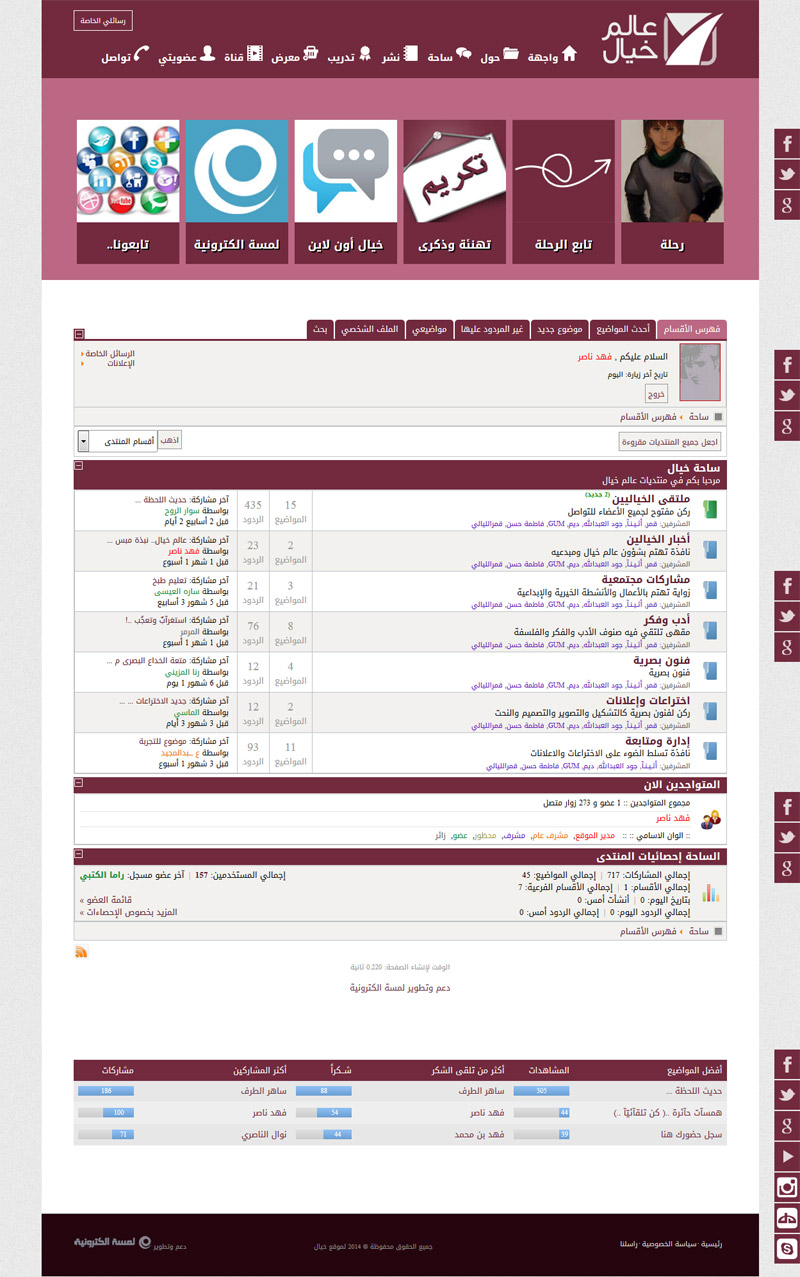 رسائلي الخاصة
عالم
خيال
واجهة حول ساحة نشر تدريب معرض قناة عضويتي تواصل
تكريم
رحلة
تابع الرحلة
تهنئة وذكرى
خيال أون لاين
لمسة الكترونية
تابعونا..
فهرس الأقسام أحدث المواضيع موضوع جديد غير المردود عليها مواضيعي الملف الشخصي بحث
السلام عليكم , فهد ناصر
تاريخ آخر زيارة: اليوم
خروج
الرسائل الخاصة
الإعلانات
ساحة فهرس الأقسام
اجعل جميع المنتديات مقروءة
أقسام المنتدى اذهب
ساحة خيال
مرحبا بكم في منتديات عالم خيال
ملتقى الخياليين (2 جديد)
ركن مفتوح لجميع الأعضاء للتواصل
المشرفين: قمر, أنـيـنـاً, جود العبدالله, ديم, GUM, فاطمة حسن, قمرالليالي
15 المواضيع
435 الردود
آخر مشاركة: حديث اللحظة ...
بواسطة سوار الروح
قبل 2 أسابيع 2 أيام
أخبار الخيالين
نافذة تهتم بشؤون عالم خيال ومبدعيه
المشرفين: قمر, أنـيـنـاً, جود العبدالله, ديم, GUM, فاطمة حسن, قمرالليالي
2 المواضيع
23 الردود
آخر مشاركة: عالم خيال.. نبذة مبس ...
بواسطة فهد ناصر
قبل 1 شهر 1 أسبوع
مشاركات مجتمعية
زواية تهتم بالأعمال والأنشطة الخيرية والإبداعية
المشرفين: قمر, أنـيـنـاً, جود العبدالله, ديم, GUM, فاطمة حسن, قمرالليالي
3 المواضيع
21 الردود
آخر مشاركة: تعليم طبخ
بواسطة ساره العيسى
قبل 5 شهور 3 أسابيع
أدب وفكر
مقهى تلتقي فيه صنوف الأدب والفكر والفلسفة
المشرفين: قمر, أنـيـنـاً, جود العبدالله, ديم, GUM, فاطمة حسن, قمرالليالي
8 المواضيع
76 الردود
آخر مشاركة: استغرابٌ وتعجُب ..!
بواسطة المرمر
قبل 1 شهر 1 أسبوع
فنون بصرية
فنون بصرية
المشرفين: قمر, أنـيـنـاً, جود العبدالله, ديم, GUM, فاطمة حسن, قمرالليالي
4 المواضيع
12 الردود
آخر مشاركة: متعة الخداع البصرى م ...
بواسطة رنا المزيني
قبل 6 شهور 1 يوم
اختراعات وإعلانات
ركن لفنون بصرية كالتشكيل والتصوير والتصميم والنحت
المشرفين: قمر, أنـيـنـاً, جود العبدالله, ديم, GUM, فاطمة حسن, قمرالليالي
2 المواضيع
12 الردود
آخر مشاركة: جديد الاختراعات ... ...
بواسطة الماسي
قبل 3 شهور 3 أيام
إدارة ومتابعة
نافذة تسلط الضوء على الاختراعات والاعلانات
المشرفين: أنـيـنـاً, جود العبدالله, ديم, GUM, فاطمة حسن, قمرالليالي
11 المواضيع
93 الردود
آخر مشاركة: موضوع للتجربة
بواسطة ع ـبدالمجيد
قبل 3 شهور 1 أسبوع
المتواجدين الان
مجموع المتواجدين :: 1 عضو و 273 زوار متصل
فهد ناصر
:: الوان الاسامي :: :: مدير الموقع, مشرف عام, مشرف, محظور, عضو, زائر
الساحة إحصائيات المنتدى
إجمالي المشاركات: 717 | إجمالي المواضيع: 45
إجمالي الأقسام: 1 | إجمالي الأقسام الفرعية: 7
بتاريخ اليوم: 0 | أنشأت أمس: 0
إجمالي الردود اليوم: 0 | إجمالي الردود أمس: 0
إجمالي المستخدمين: 157 | آخر عضو مسجل: راما الكتبي
قائمة العضو »
المزيد بخصوص الإحصاءات »
ساحة فهرس الأقسام
الوقت لإنشاء الصفحة: 0.220 ثانية
دعم وتطوير لمسة الكترونية
أفضل المواضيع المشاهدات أكثر من تلقى الشكر شـكـراً أكثر المشاركين مشاركات
حديث اللحظة ... 305 ساهر الطرف 88 ساهر الطرف 186
همسآت حآئرة ..( كن تلقآئيّآ ..) 44 فهد ناصر 54 فهد ناصر 100
سجل حضورك هنا 39 فهد بن محمد 44 نوال الناصري 71
رئيسية · سياسة الخصوصية · راسلنا
جميع الحقوق محفوظة © 2014 لموقع خيال
دعم وتطوير لمسة الكترونية